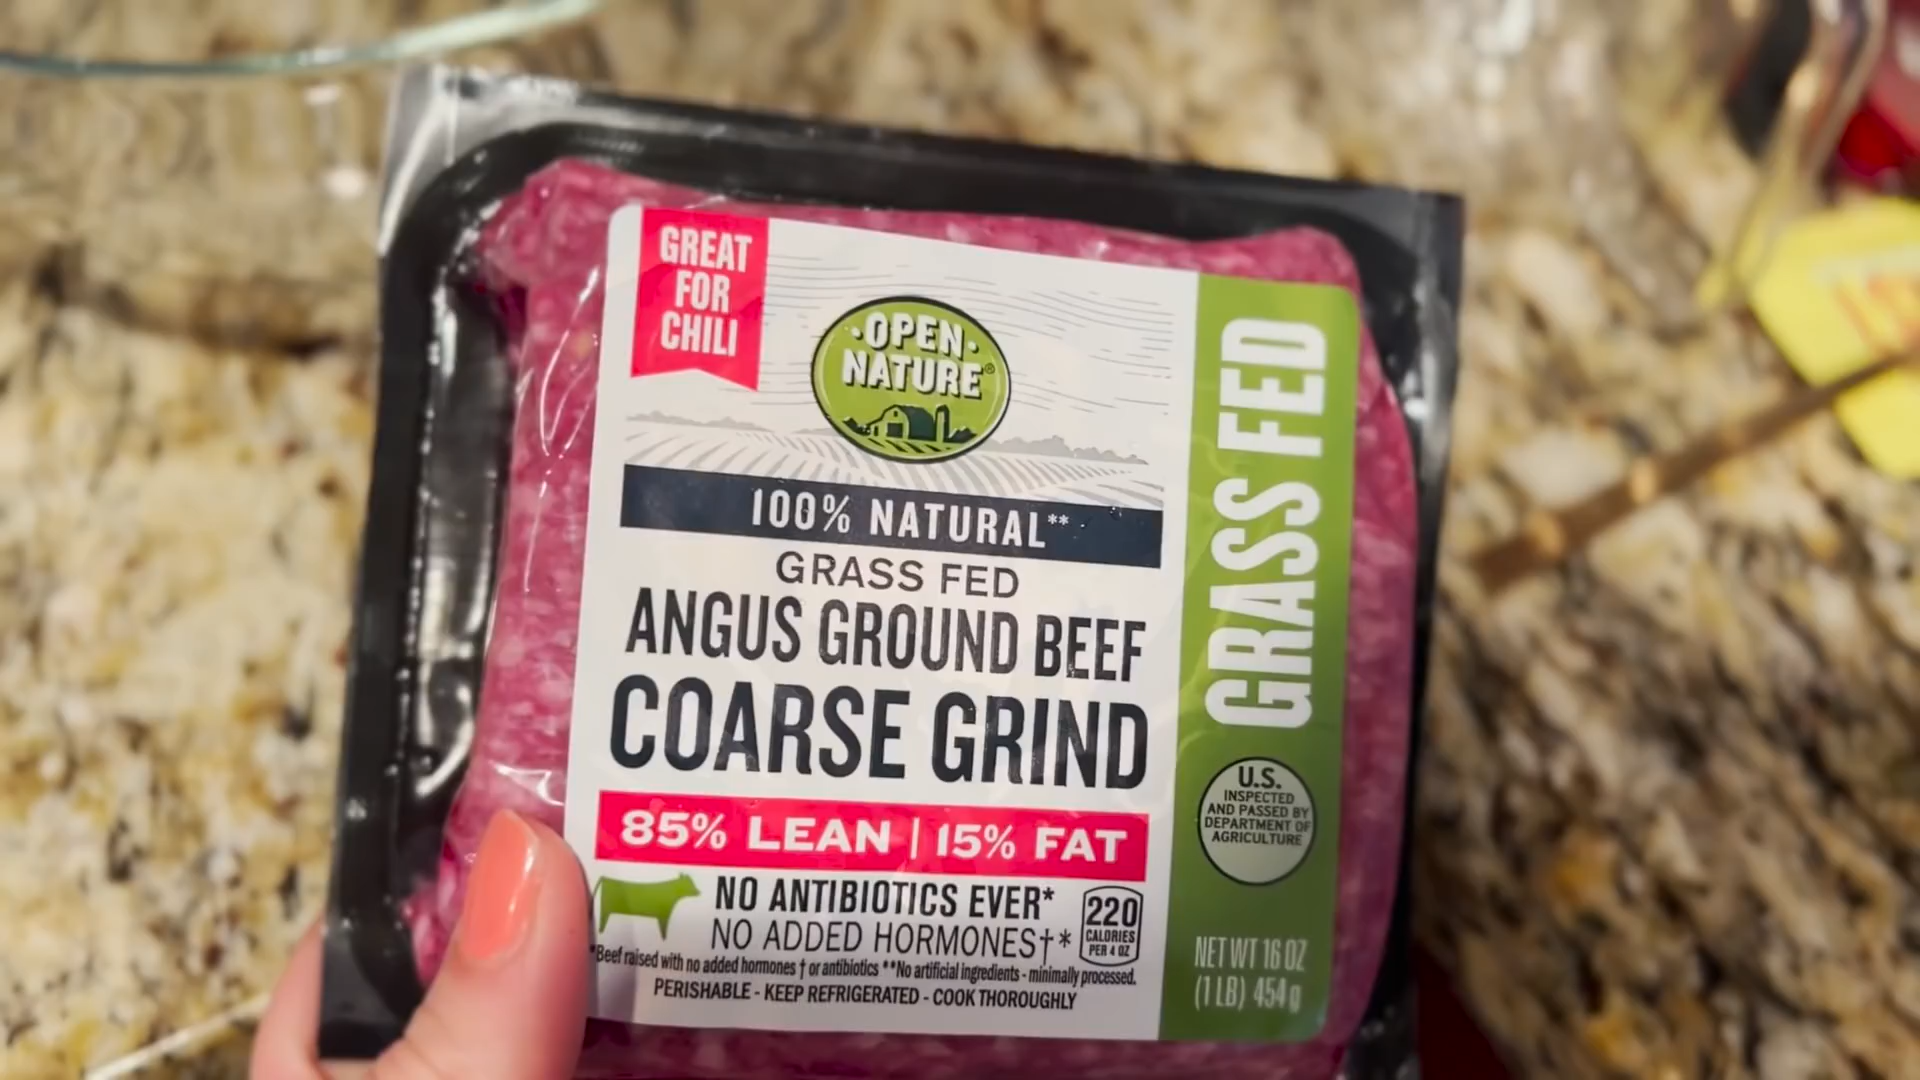 GREAT
FOR
CHILI
·OPEN·
NATURE®
100% NATURAL**
GRASS FED
ANGUS GROUND BEEF
COARSE GRIND
85% LEAN | 15% FAT
NO ANTIBIOTICS EVER*
NO ADDED HORMONES†*
220
CALORIES
PER 4 OZ
*Beef raised with no added hormones † or antibiotics **No artificial ingredients - minimally processed.
PERISHABLE - KEEP REFRIGERATED - COOK THOROUGHLY
GRASS FED
U.S.
INSPECTED
AND PASSED BY
DEPARTMENT OF
AGRICULTURE
NET WT 16 OZ
(1 LB) 454 g